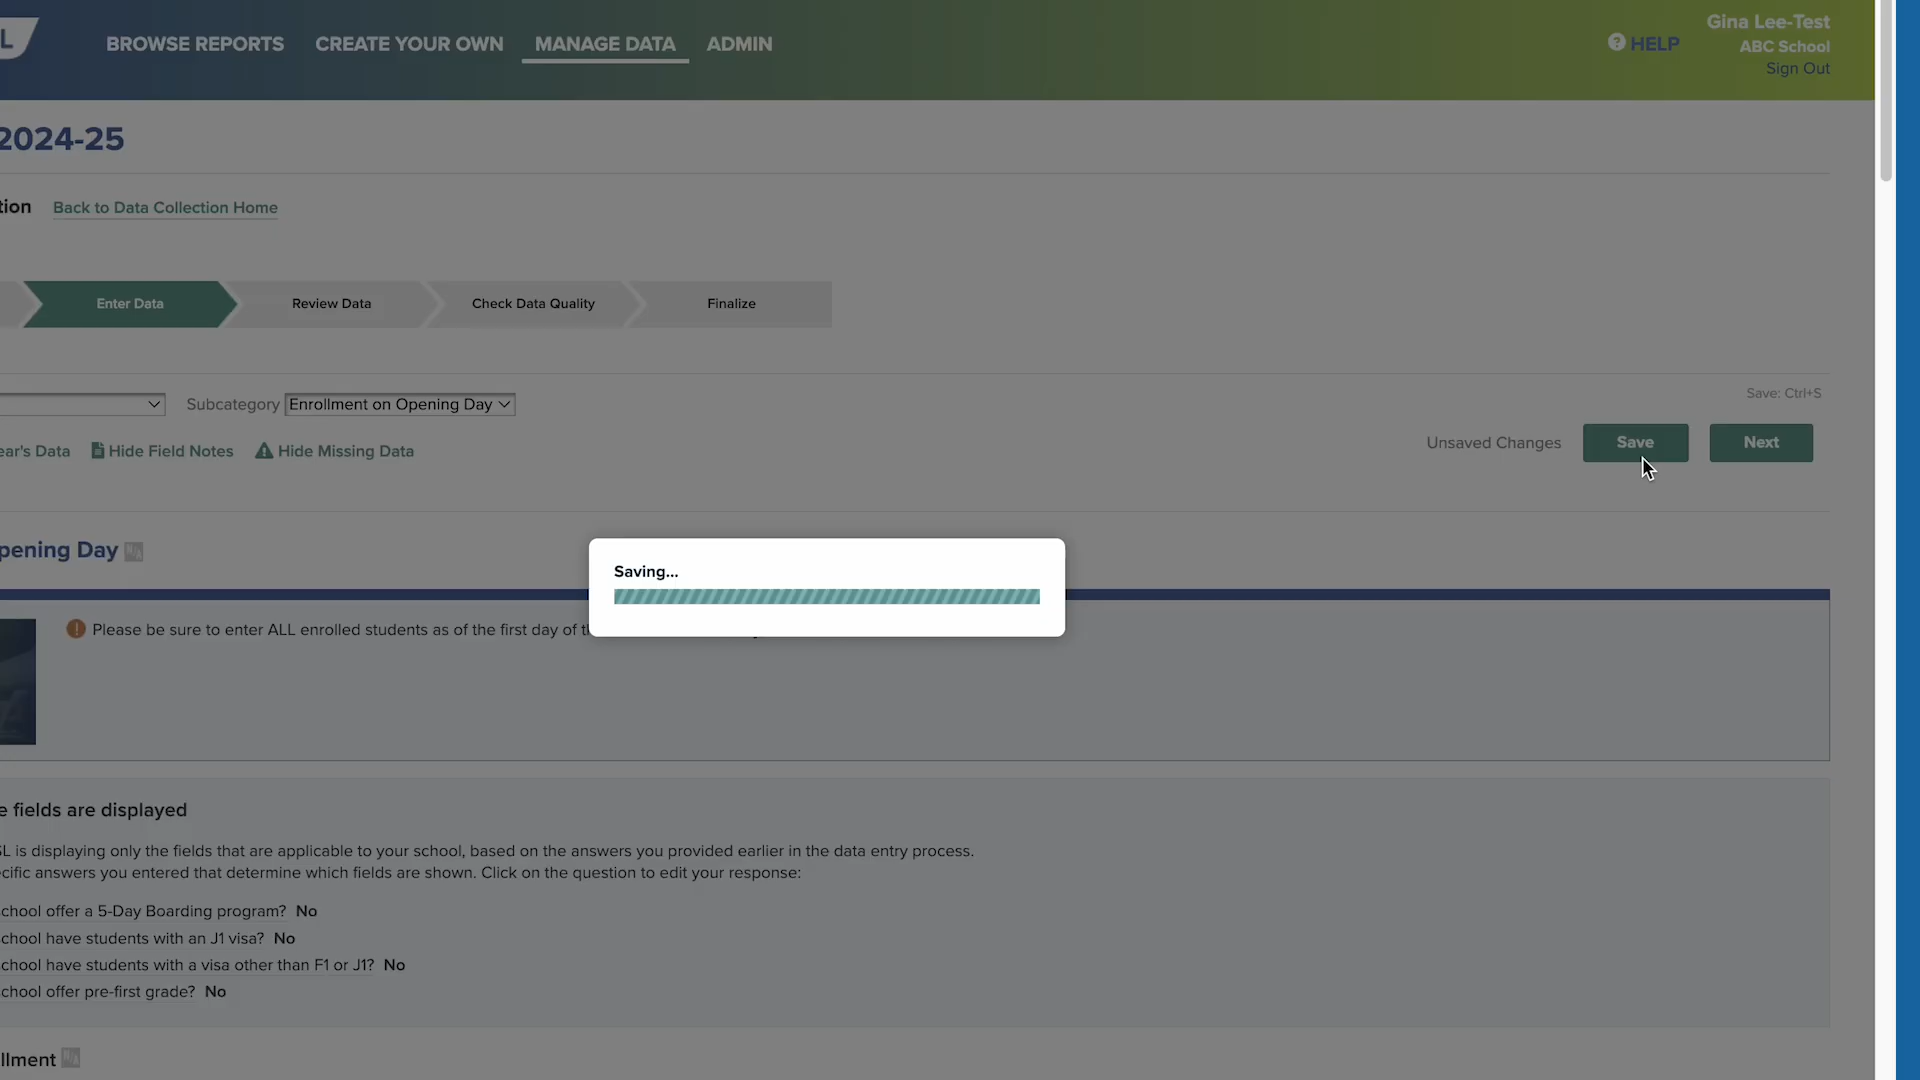 L
BROWSE REPORTS
CREATE YOUR OWN
MANAGE DATA
ADMIN
? HELP
Gina Lee-Test
ABC School
Sign Out
2024-25
tion
Back to Data Collection Home
Enter Data
Review Data
Check Data Quality
Finalize
Save: Ctrl+S
Subcategory
Enrollment on Opening Day
ear's Data
Hide Field Notes
Hide Missing Data
Unsaved Changes
Save
Next
pening Day
N/A
Saving...
Please be sure to enter ALL enrolled students as of the first day of t
e fields are displayed
SL is displaying only the fields that are applicable to your school, based on the answers you provided earlier in the data entry process.
cific answers you entered that determine which fields are shown. Click on the question to edit your response:
chool offer a 5-Day Boarding program? No
chool have students with an J1 visa? No
chool have students with a visa other than F1 or J1? No
chool offer pre-first grade? No
llment
N/A